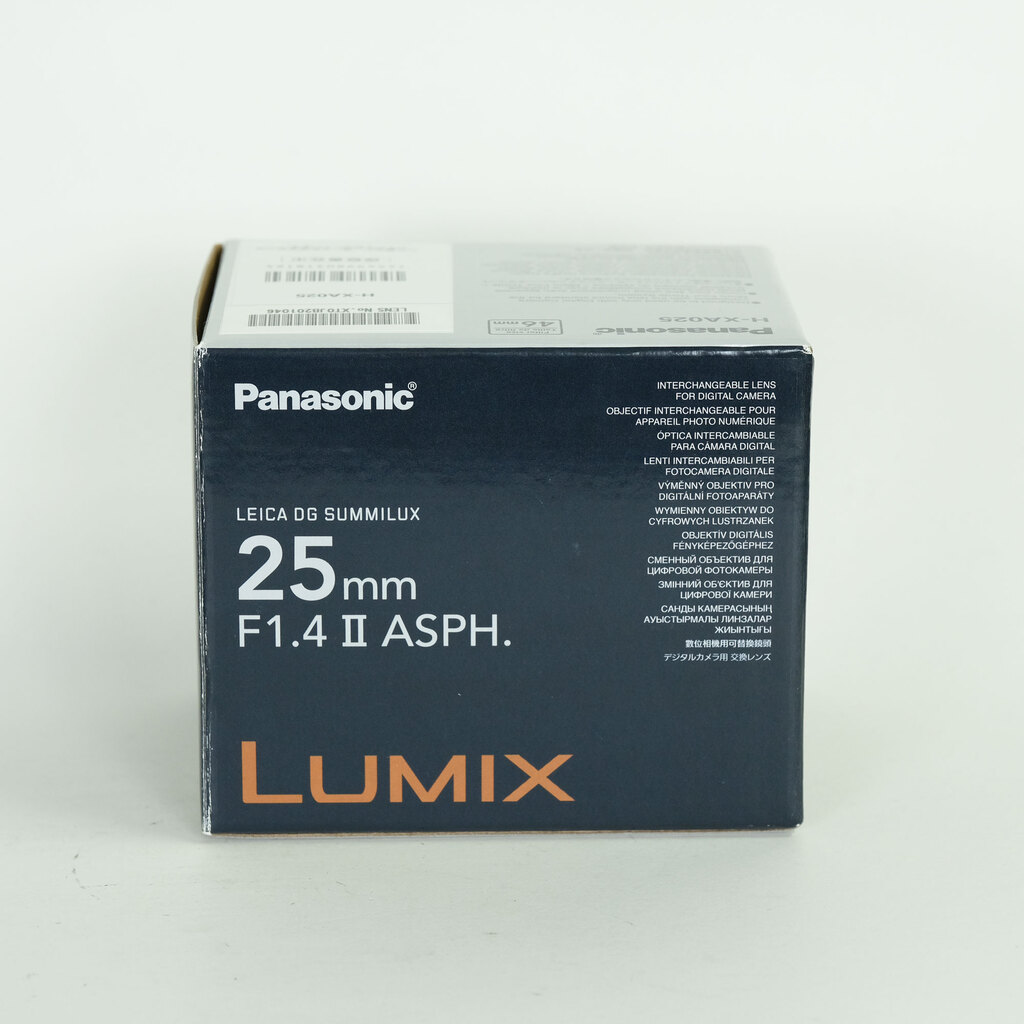 LENS No. XT0JB201046
H-XA025
Panasonic
H-XA025
46mm
Panasonic®
LEICA DG SUMMILUX
25mm
F1.4 II ASPH.
LUMIX
INTERCHANGEABLE LENS
FOR DIGITAL CAMERA
OBJECTIF INTERCHANGEABLE POUR
APPAREIL PHOTO NUMÉRIQUE
ÓPTICA INTERCAMBIABLE
PARA CÁMARA DIGITAL
LENTI INTERCAMBIABILI PER
FOTOCAMERA DIGITALE
VÝMĚNNÝ OBJEKTIV PRO
DIGITÁLNÍ FOTOAPARÁTY
WYMIENNY OBIEKTYW DO
CYFROWYCH LUSTRZANEK
OBJEKTÍV DIGITÁLIS
FÉNYKÉPEZŐGÉPHEZ
СМЕННЫЙ ОБЪЕКТИВ ДЛЯ
ЦИФРОВОЙ ФОТОКАМЕРЫ
ЗМІННИЙ ОБ'ЄКТИВ ДЛЯ
ЦИФРОВОЇ КАМЕРИ
САНДЫ КАМЕРАСЫНЫҢ
АУЫСТЫРМАЛЫ ЛИНЗАЛАР
ЖИЫНТЫҒЫ
數位相機用可替換鏡頭
デジタルカメラ用 交換レンズ